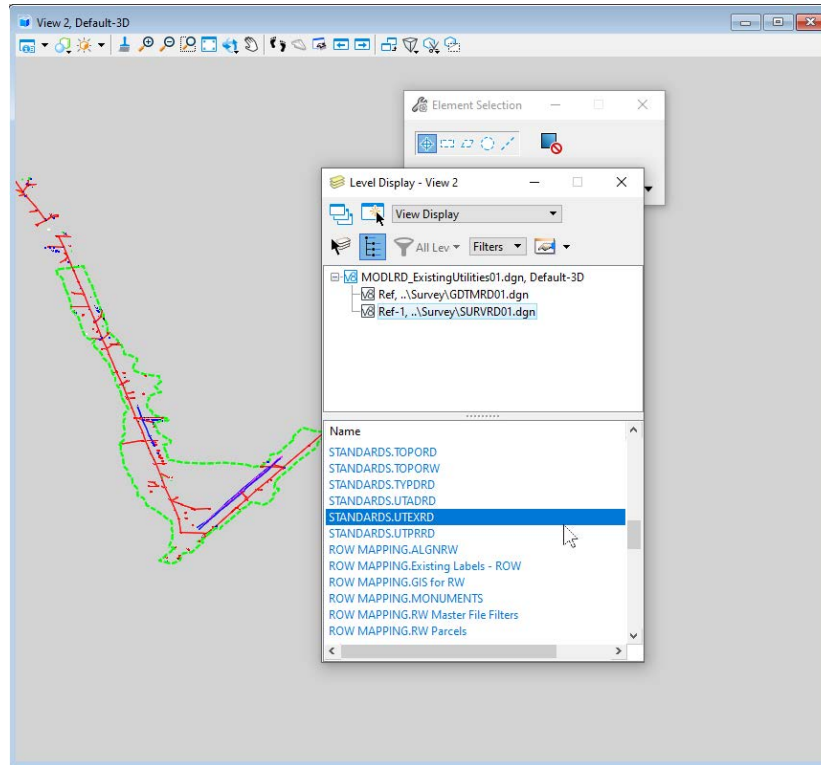 View 2, Default-3D
Element Selection
Level Display - View 2
View Display
All Lev
Filters
MODLRD_ExistingUtilities01.dgn, Default-3D
Ref, ..\Survey\GDTMRD01.dgn
Ref-1, ..\Survey\SURVRD01.dgn
Name
STANDARDS.TOPORD
STANDARDS.TOPORW
STANDARDS.TYPDRD
STANDARDS.UTADRD
STANDARDS.UTEXRD
STANDARDS.UTPRRD
ROW MAPPING.ALGNRW
ROW MAPPING.Existing Labels - ROW
ROW MAPPING.GIS for RW
ROW MAPPING.MONUMENTS
ROW MAPPING.RW Master File Filters
ROW MAPPING.RW Parcels